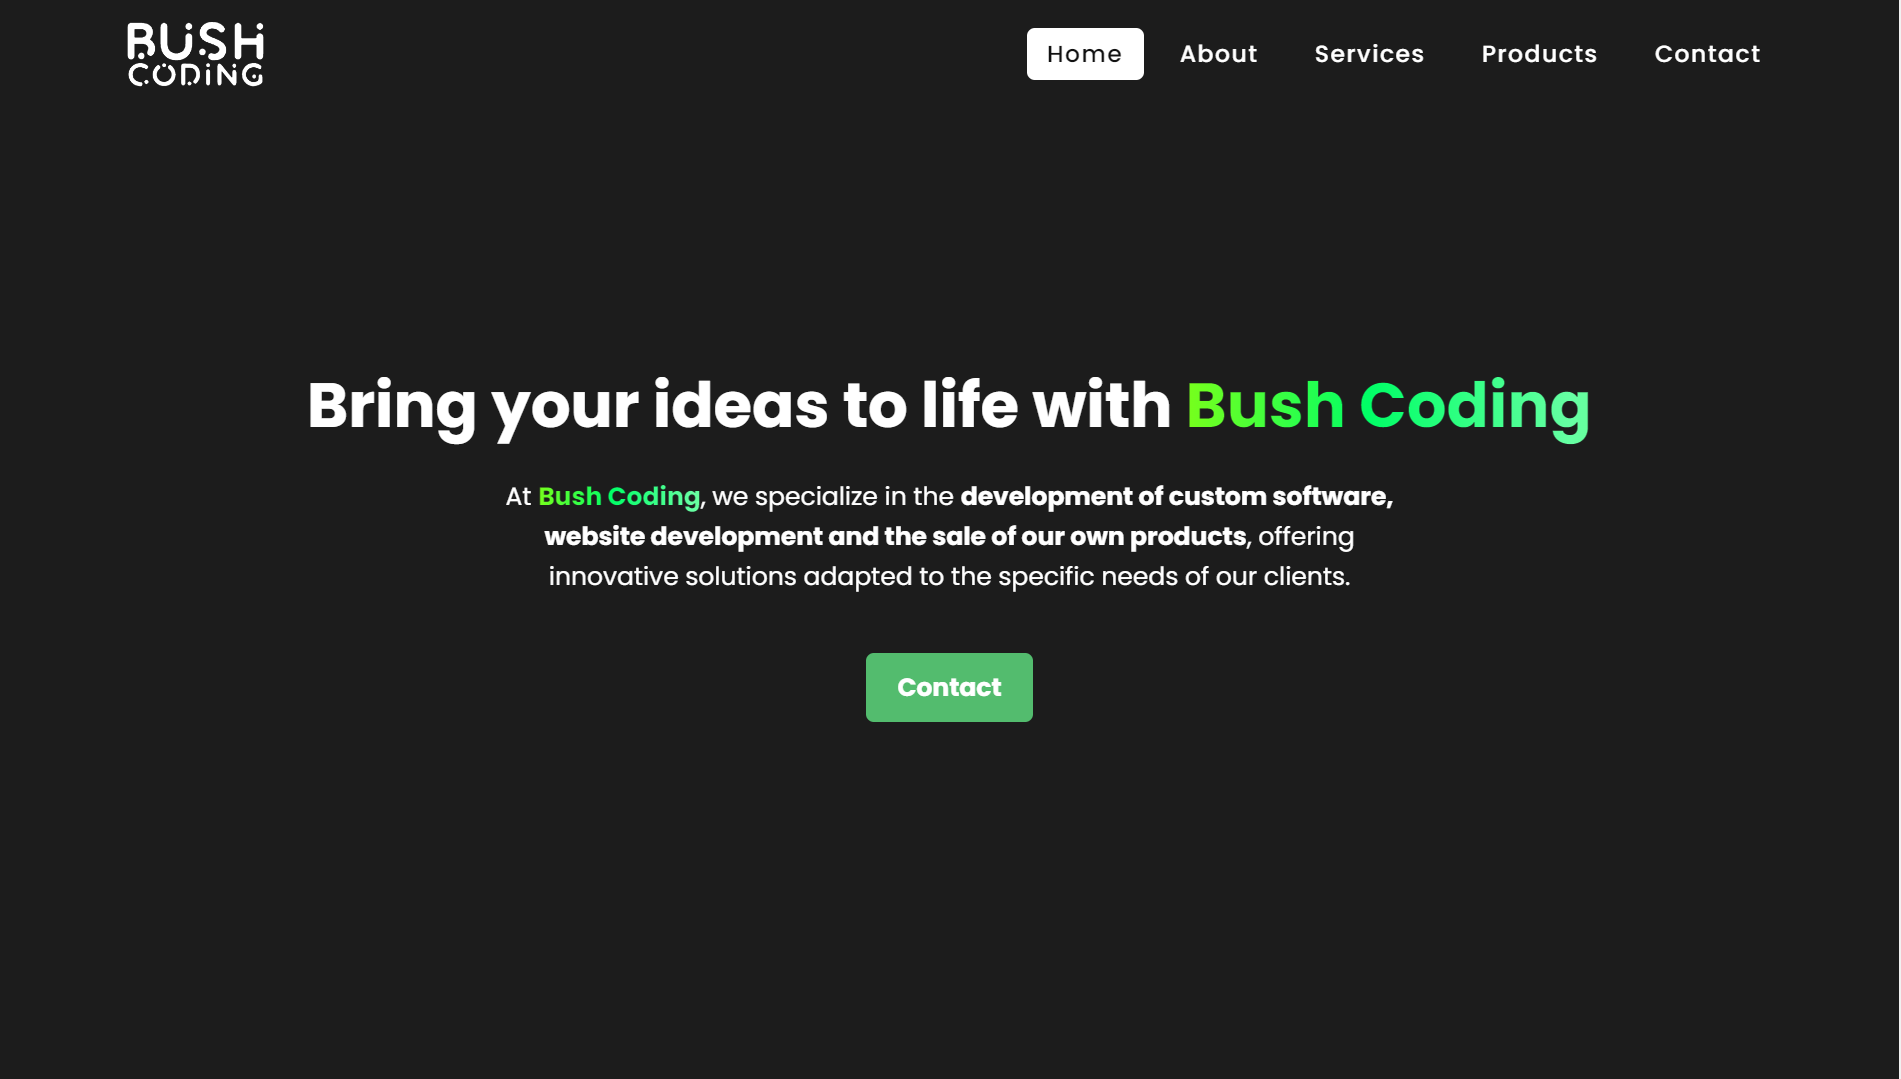 BUSH
CODING
Home About Services Products Contact
Bring your ideas to life with Bush Coding
At Bush Coding, we specialize in the development of custom software,
website development and the sale of our own products, offering
innovative solutions adapted to the specific needs of our clients.
Contact